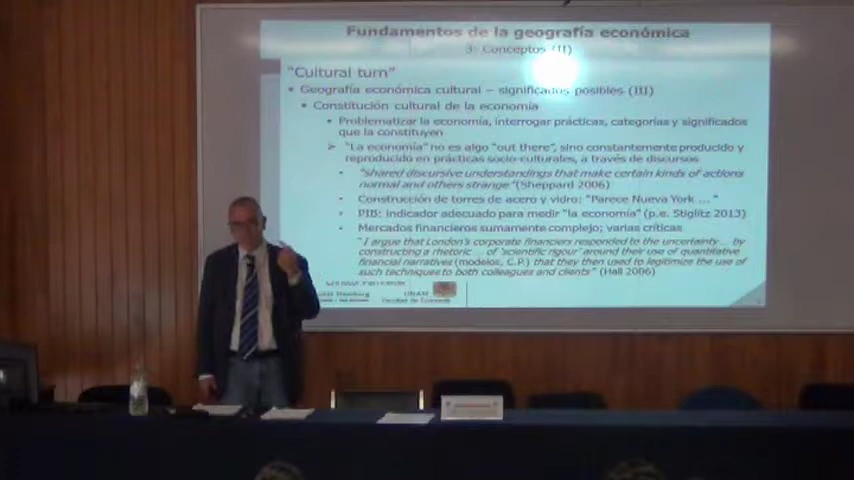 Fundamentos de la geografía económica
3. Conceptos (II)
"Cultural turn"
• Geografía económica cultural – significados posibles (III)
• Constitución cultural de la economía
• Problematizar la economía, interrogar prácticas, categorías y significados
que la constituyen
➢ "La economía" no es algo "out there", sino constantemente producido y
reproducido en prácticas socio-culturales, a través de discursos
- "shared discursive understandings that make certain kinds of actions
normal and others strange" (Sheppard 2006)
- Construcción de torres de acero y vidro: "Parece Nueva York ... "
- PIB: indicador adecuado para medir "la economía" (p.e. Stiglitz 2013)
- Mercados financieros sumamente complejo; varias críticas
"I argue that London's corporate financiers responded to the uncertainty ... by
constructing a rhetoric ... of 'scientific rigour' around their use of quantitative
financial narratives (modelos, C.P.) that they then used to legitimize the use of
such techniques to both colleagues and clients" (Hall 2006)
UNAM
Facultad de Economía